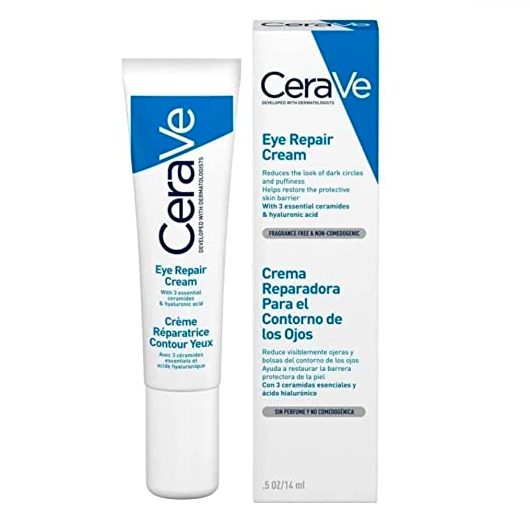 CeraVe
DEVELOPED WITH DERMATOLOGISTS
Eye Repair
Cream
With 3 essential
ceramides
& hyaluronic acid
Crème
Réparatrice
Contour Yeux
Avec 3 céramides
essentiels et
acide hyaluronique
CeraVe
DEVELOPED WITH DERMATOLOGISTS
Eye Repair
Cream
Reduces the look of dark circles
and puffiness
Helps restore the protective
skin barrier
With 3 essential ceramides
& hyaluronic acid
FRAGRANCE FREE & NON-COMEDOGENIC
Crema
Reparadora
Para el
Contorno de
los Ojos
Reduce visiblemente ojeras y
bolsas del contorno de los ojos
Ayuda a restaurar la barrera
protectora de la piel
Con 3 ceramidas esenciales y
ácido hialurónico
SIN PERFUME Y NO COMEDOGÉNICA
.5 OZ/14 ml